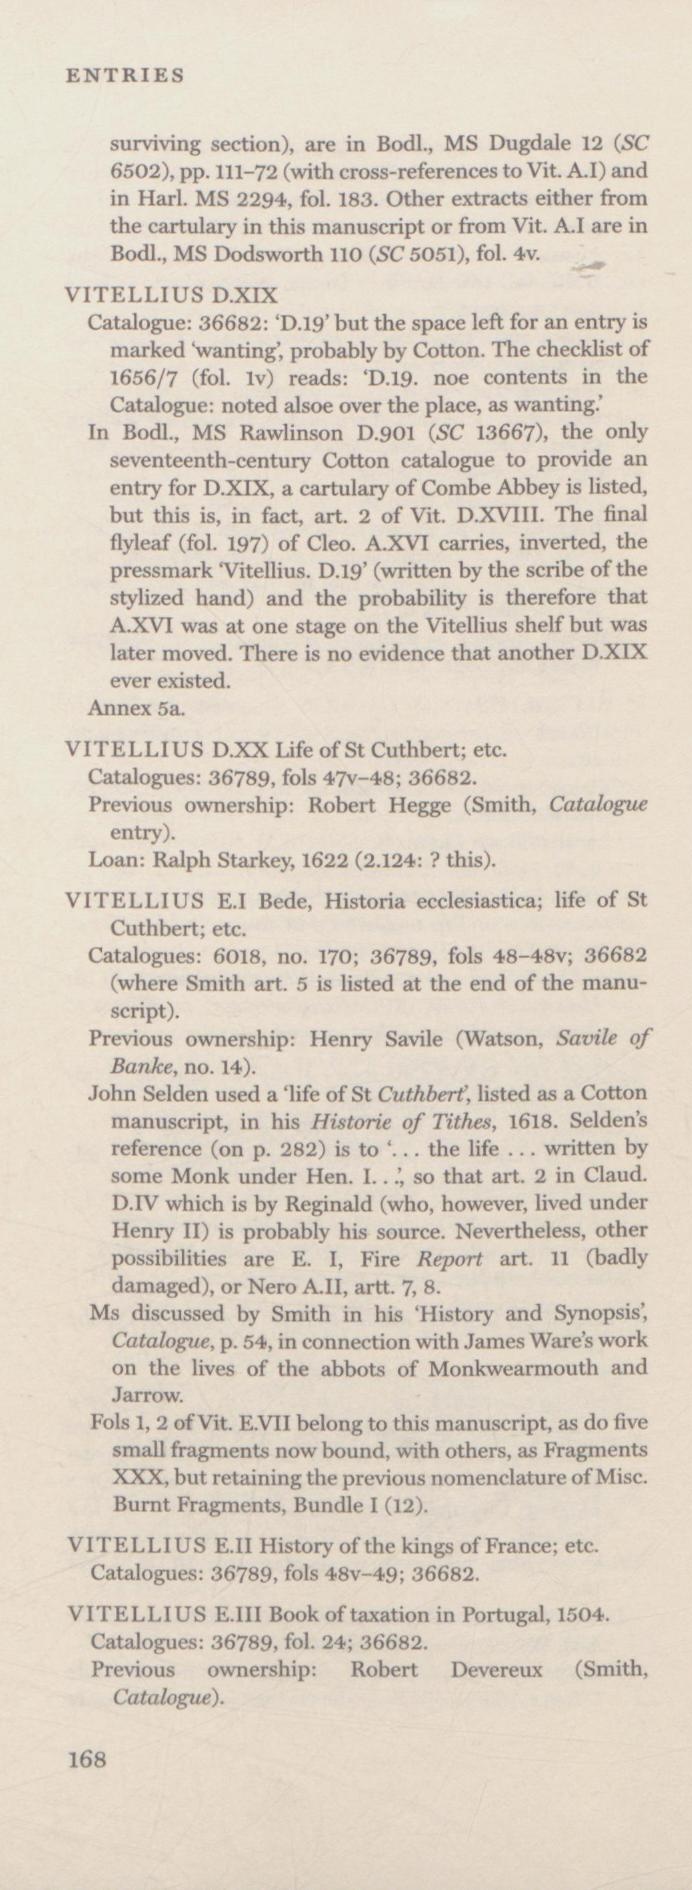 ENTRIES
surviving section), are in Bodl., MS Dugdale 12 (SC
6502), pp. 111–72 (with cross-references to Vit. A.I) and
in Harl. MS 2294, fol. 183. Other extracts either from
the cartulary in this manuscript or from Vit. A.I are in
Bodl., MS Dodsworth 110 (SC 5051), fol. 4v.
VITELLIUS D.XIX
Catalogue: 36682: ‘D.19’ but the space left for an entry is
marked ‘wanting’, probably by Cotton. The checklist of
1656/7 (fol. 1v) reads: ‘D.19. noe contents in the
Catalogue: noted alsoe over the place, as wanting.’
In Bodl., MS Rawlinson D.901 (SC 13667), the only
seventeenth-century Cotton catalogue to provide an
entry for D.XIX, a cartulary of Combe Abbey is listed,
but this is, in fact, art. 2 of Vit. D.XVIII. The final
flyleaf (fol. 197) of Cleo. A.XVI carries, inverted, the
pressmark ‘Vitellius. D.19’ (written by the scribe of the
stylized hand) and the probability is therefore that
A.XVI was at one stage on the Vitellius shelf but was
later moved. There is no evidence that another D.XIX
ever existed.
Annex 5a.
VITELLIUS D.XX Life of St Cuthbert; etc.
Catalogues: 36789, fols 47v–48; 36682.
Previous ownership: Robert Hegge (Smith, Catalogue
entry).
Loan: Ralph Starkey, 1622 (2.124: ? this).
VITELLIUS E.I Bede, Historia ecclesiastica; life of St
Cuthbert; etc.
Catalogues: 6018, no. 170; 36789, fols 48–48v; 36682
(where Smith art. 5 is listed at the end of the manu-
script).
Previous ownership: Henry Savile (Watson, Savile of
Banke, no. 14).
John Selden used a ‘life of St Cuthbert’, listed as a Cotton
manuscript, in his Historie of Tithes, 1618. Selden’s
reference (on p. 282) is to ‘... the life ... written by
some Monk under Hen. I...’, so that art. 2 in Claud.
D.IV which is by Reginald (who, however, lived under
Henry II) is probably his source. Nevertheless, other
possibilities are E. I, Fire Report art. 11 (badly
damaged), or Nero A.II, artt. 7, 8.
Ms discussed by Smith in his ‘History and Synopsis’,
Catalogue, p. 54, in connection with James Ware’s work
on the lives of the abbots of Monkwearmouth and
Jarrow.
Fols 1, 2 of Vit. E.VII belong to this manuscript, as do five
small fragments now bound, with others, as Fragments
XXX, but retaining the previous nomenclature of Misc.
Burnt Fragments, Bundle I (12).
VITELLIUS E.II History of the kings of France; etc.
Catalogues: 36789, fols 48v–49; 36682.
VITELLIUS E.III Book of taxation in Portugal, 1504.
Catalogues: 36789, fol. 24; 36682.
Previous ownership: Robert Devereux (Smith,
Catalogue).
168